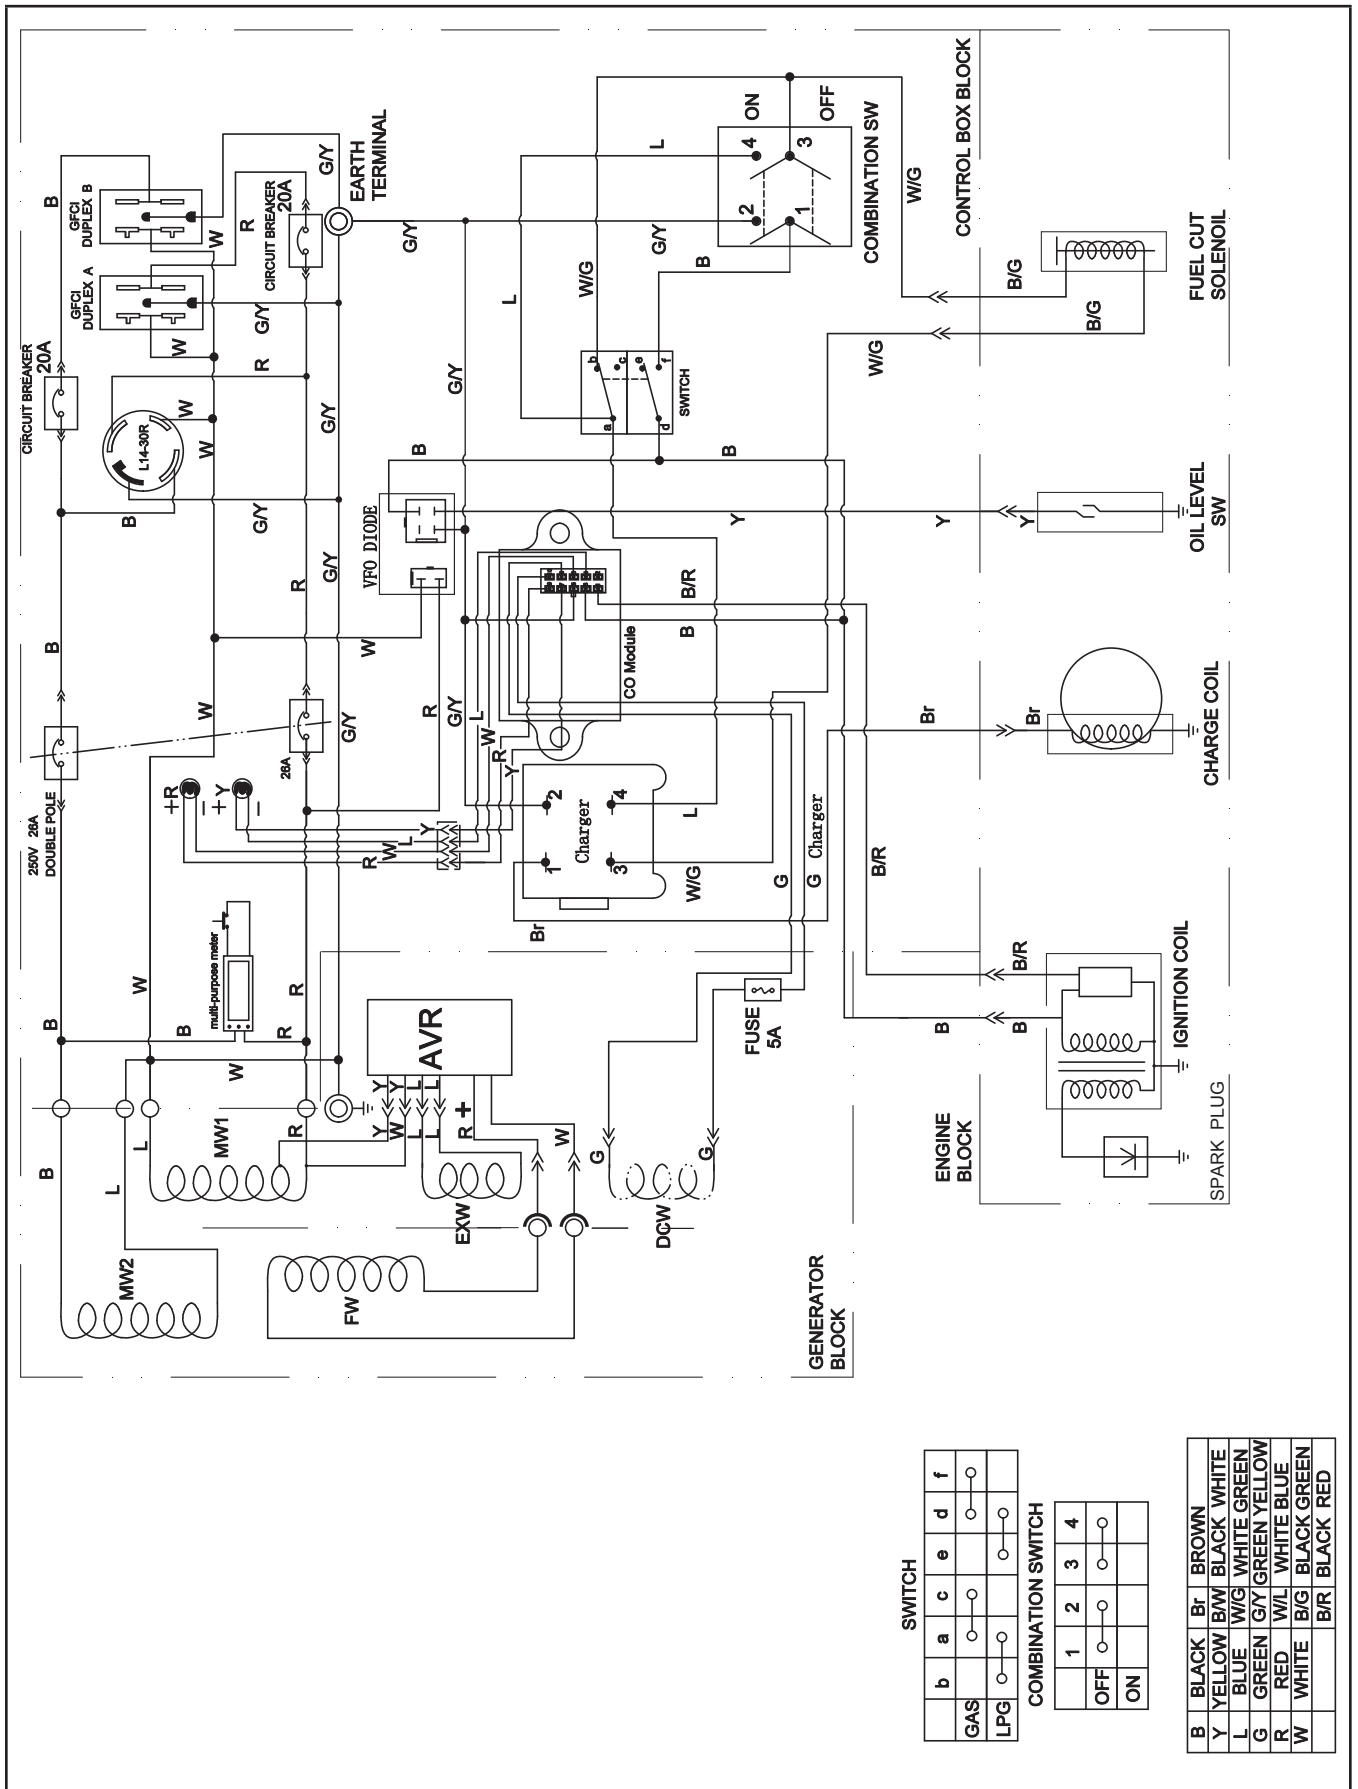 CIRCUIT BREAKER
20A
250V 26A
DOUBLE POLE
GFCI
DUPLEX B
GFCI
DUPLEX A
L14-30R
CIRCUIT BREAKER
20A
EARTH
TERMINAL
26A
multi-purpose meter
B
B
B
B
B
B
W
W
W
W
W
W
W
W
W
R
R
R
R
R
R
R
G/Y
G/Y
G/Y
G/Y
G/Y
G/Y
G/Y
G/Y
G/Y
G/Y
G/Y
+R
−
+Y
−
VFO DIODE
CO Module
SWITCH
a
b
c
d
e
f
COMBINATION SW
ON
OFF
1
2
3
4
L
L
W/G
B
B
B
Y
B/R
B
L
W
R
Y
R
W
L
Y
Charger
1
2
3
4
Br
L
W/G
G
G
Charger
B/R
Br
Y
W/G
W/G
CONTROL BOX BLOCK
B/G
B/G
FUEL CUT
SOLENOIL
Y
OIL LEVEL
SW
Br
CHARGE COIL
B/R
B
B
IGNITION COIL
SPARK PLUG
ENGINE
BLOCK
AVR
Y
Y
L
L
Y
W
L
L
R
+
W
FUSE
5A
G
G
B
L
L
R
MW1
MW2
EXW
FW
DCW
GENERATOR
BLOCK
SWITCH
b a c e d f
GAS
LPG
COMBINATION SWITCH
1 2 3 4
OFF
ON
B BLACK Br BROWN
Y YELLOW B/W BLACK WHITE
L BLUE W/G WHITE GREEN
G GREEN G/Y GREEN YELLOW
R RED W/L WHITE BLUE
W WHITE B/G BLACK GREEN
B/R BLACK RED